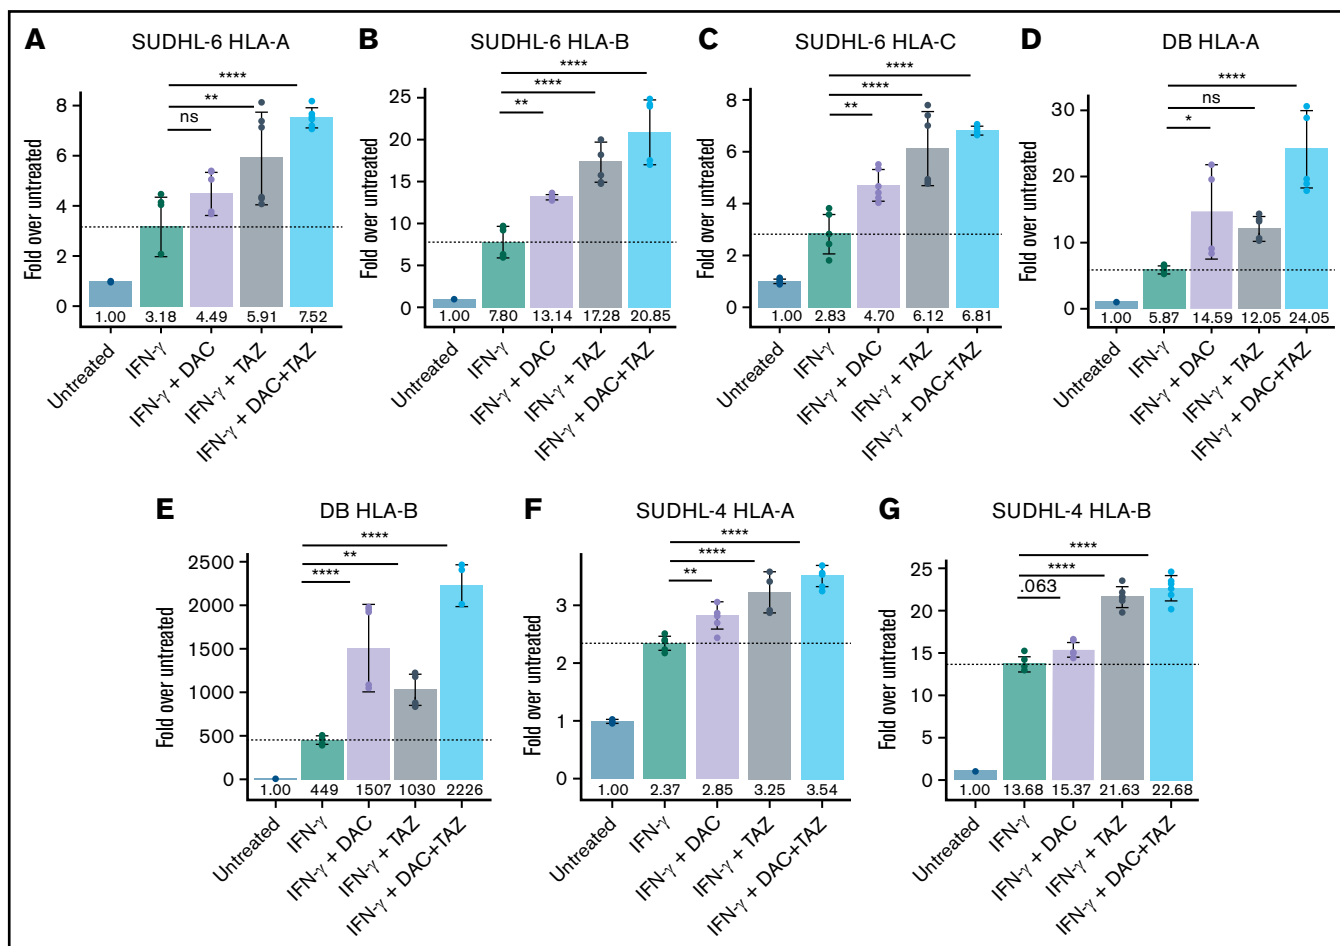 A SUDHL-6 HLA-A
Fold over untreated
8
6
4
2
0
****
**
ns
1.00 3.18 4.49 5.91 7.52
Untreated
IFN-γ
IFN-γ + DAC
IFN-γ + TAZ
IFN-γ + DAC+TAZ
B SUDHL-6 HLA-B
Fold over untreated
25
20
15
10
5
0
****
****
**
1.00 7.80 13.14 17.28 20.85
Untreated
IFN-γ
IFN-γ + DAC
IFN-γ + TAZ
IFN-γ + DAC+TAZ
C SUDHL-6 HLA-C
Fold over untreated
8
6
4
2
0
****
****
**
1.00 2.83 4.70 6.12 6.81
Untreated
IFN-γ
IFN-γ + DAC
IFN-γ + TAZ
IFN-γ + DAC+TAZ
D DB HLA-A
Fold over untreated
30
20
10
0
****
ns
*
1.00 5.87 14.59 12.05 24.05
Untreated
IFN-γ
IFN-γ + DAC
IFN-γ + TAZ
IFN-γ + DAC+TAZ
E DB HLA-B
Fold over untreated
2500
2000
1500
1000
500
0
****
**
****
1.00 449 1507 1030 2226
Untreated
IFN-γ
IFN-γ + DAC
IFN-γ + TAZ
IFN-γ + DAC+TAZ
F SUDHL-4 HLA-A
Fold over untreated
3
2
1
0
****
****
**
1.00 2.37 2.85 3.25 3.54
Untreated
IFN-γ
IFN-γ + DAC
IFN-γ + TAZ
IFN-γ + DAC+TAZ
G SUDHL-4 HLA-B
Fold over untreated
25
20
15
10
5
0
****
****
.063
1.00 13.68 15.37 21.63 22.68
Untreated
IFN-γ
IFN-γ + DAC
IFN-γ + TAZ
IFN-γ + DAC+TAZ